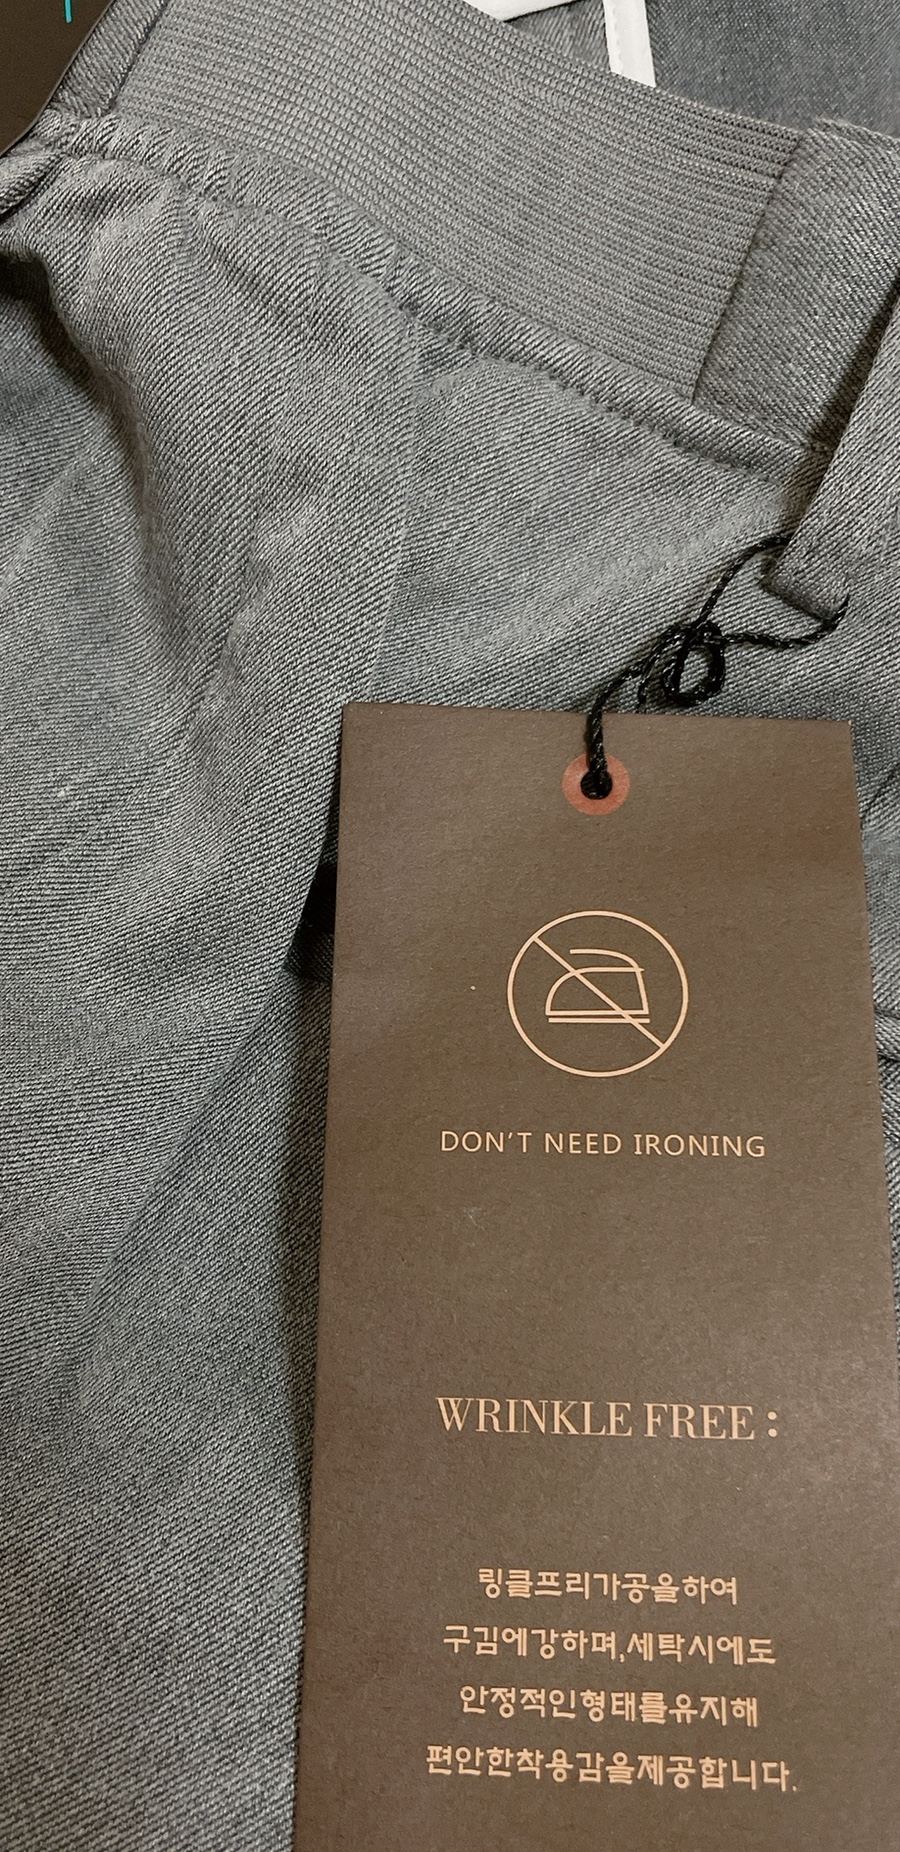 DON'T NEED IRONING
WRINKLE FREE :
링클프리가공을하여
구김에강하며,세탁시에도
안정적인형태를유지해
편안한착용감을제공합니다.